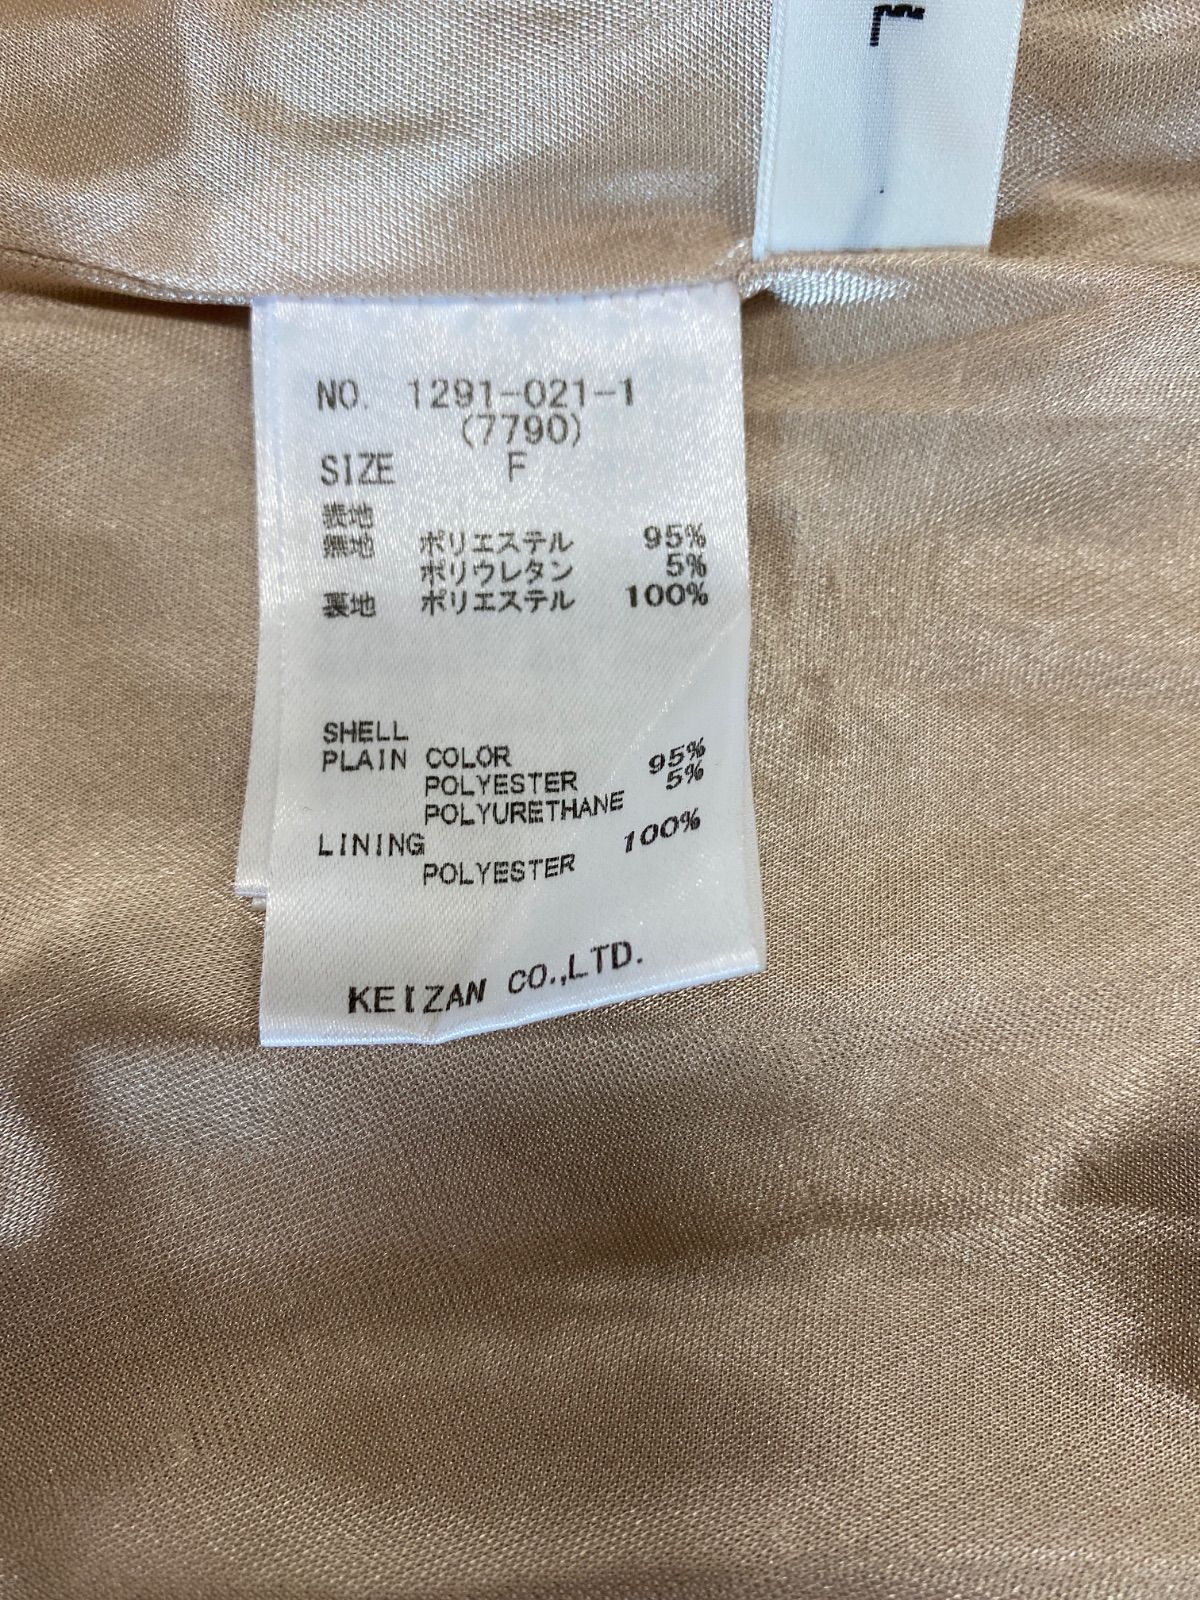 NO. 1291-021-1
(7790)
SIZE F
表地
無地 ポリエステル 95%
ポリウレタン 5%
裏地 ポリエステル 100%
SHELL
PLAIN COLOR
POLYESTER 95%
POLYURETHANE 5%
LINING
POLYESTER 100%
KEIZAN CO.,LTD.